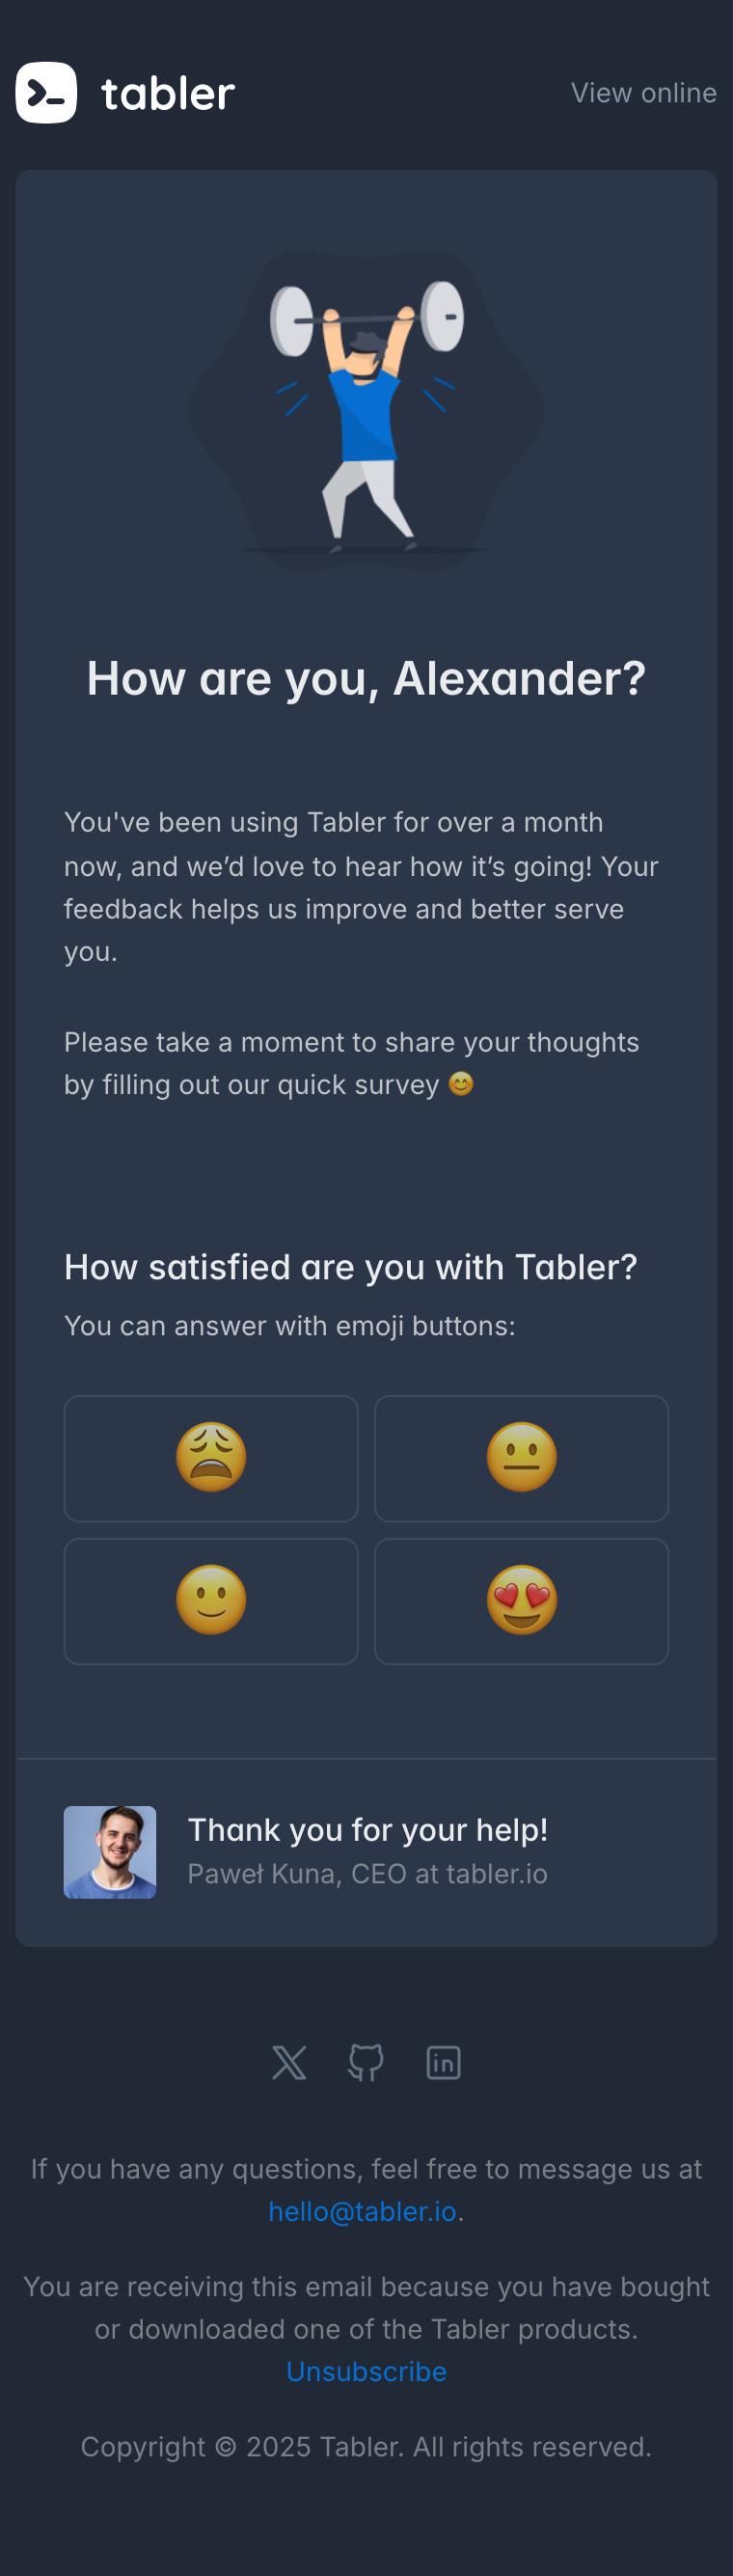 tabler
View online
How are you, Alexander?
You've been using Tabler for over a month
now, and we’d love to hear how it’s going! Your
feedback helps us improve and better serve
you.
Please take a moment to share your thoughts
by filling out our quick survey 😊
How satisfied are you with Tabler?
You can answer with emoji buttons:
Thank you for your help!
Paweł Kuna, CEO at tabler.io
If you have any questions, feel free to message us at
hello@tabler.io.
You are receiving this email because you have bought
or downloaded one of the Tabler products.
Unsubscribe
Copyright © 2025 Tabler. All rights reserved.